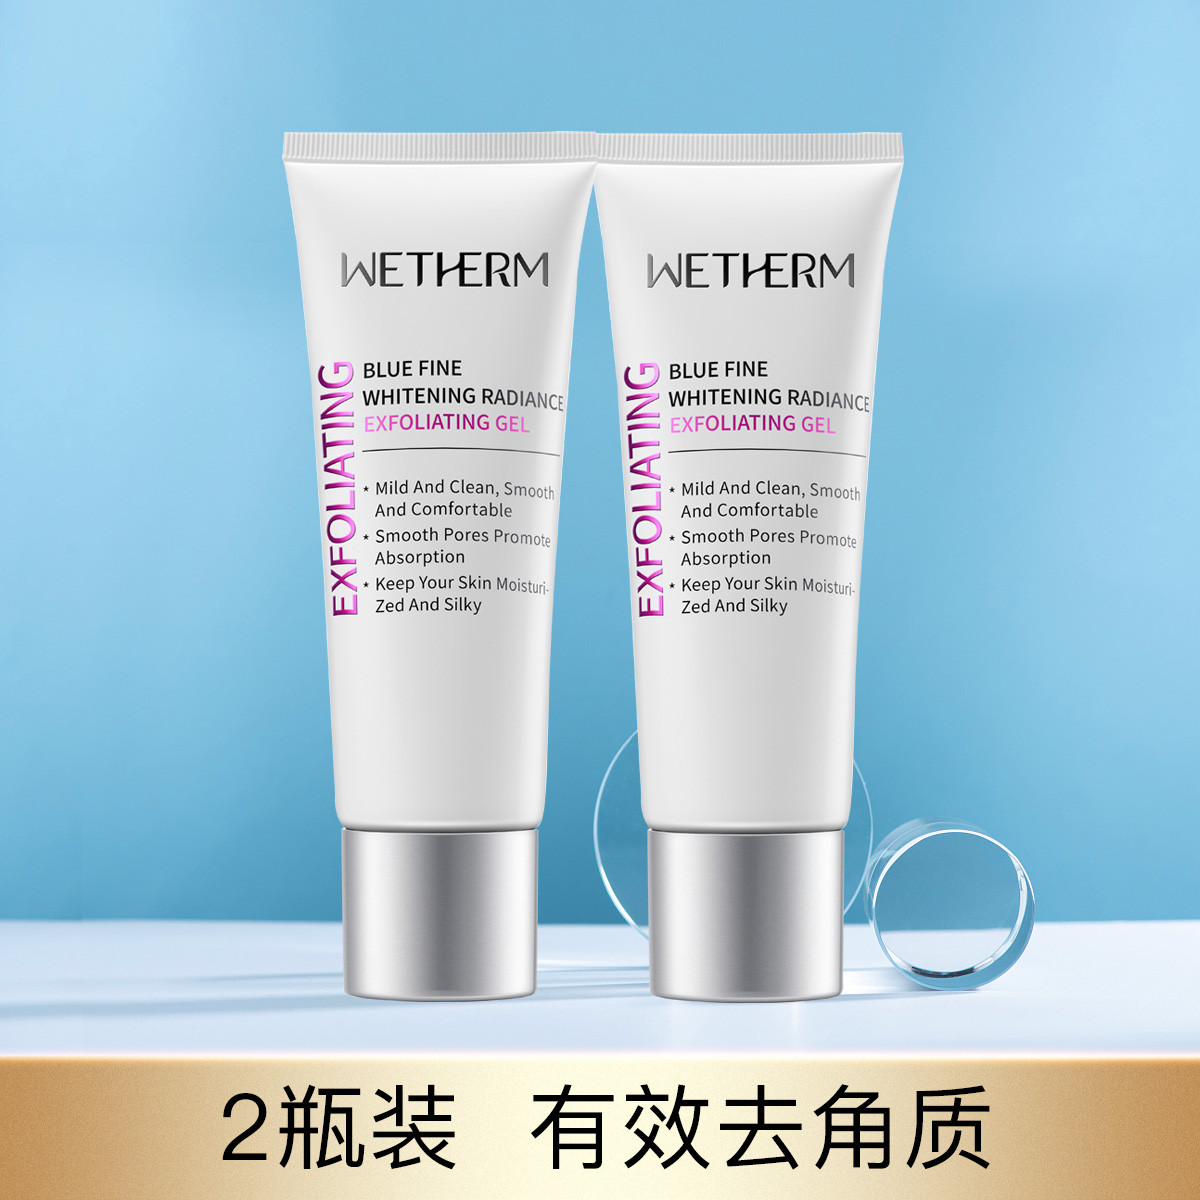 WETHERM
EXFOLIATING
BLUE FINE
WHITENING RADIANCE
EXFOLIATING GEL
* Mild And Clean, Smooth
And Comfortable
* Smooth Pores Promote
Absorption
* Keep Your Skin Moisturi-
Zed And Silky
WETHERM
EXFOLIATING
BLUE FINE
WHITENING RADIANCE
EXFOLIATING GEL
* Mild And Clean, Smooth
And Comfortable
* Smooth Pores Promote
Absorption
* Keep Your Skin Moisturi-
Zed And Silky
2瓶装 有效去角质